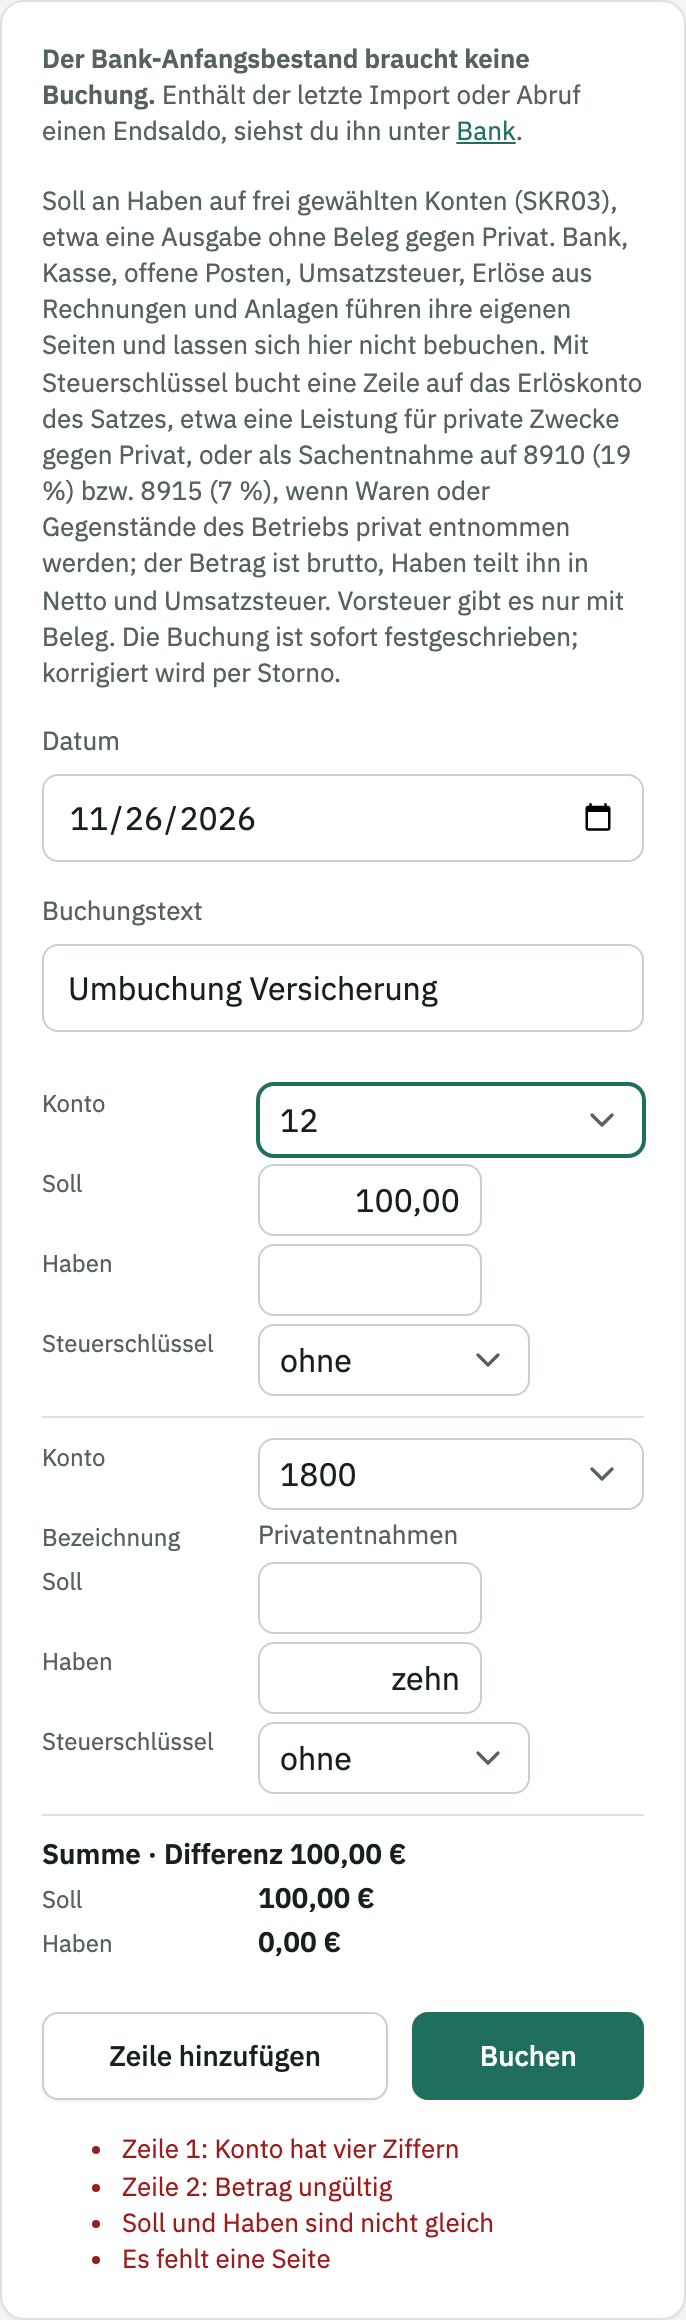 Der Bank-Anfangsbestand braucht keine
Buchung. Enthält der letzte Import oder Abruf
einen Endsaldo, siehst du ihn unter Bank.
Soll an Haben auf frei gewählten Konten (SKR03),
etwa eine Ausgabe ohne Beleg gegen Privat. Bank,
Kasse, offene Posten, Umsatzsteuer, Erlöse aus
Rechnungen und Anlagen führen ihre eigenen
Seiten und lassen sich hier nicht bebuchen. Mit
Steuerschlüssel bucht eine Zeile auf das Erlöskonto
des Satzes, etwa eine Leistung für private Zwecke
gegen Privat, oder als Sachentnahme auf 8910 (19
%) bzw. 8915 (7 %), wenn Waren oder
Gegenstände des Betriebs privat entnommen
werden; der Betrag ist brutto, Haben teilt ihn in
Netto und Umsatzsteuer. Vorsteuer gibt es nur mit
Beleg. Die Buchung ist sofort festgeschrieben;
korrigiert wird per Storno.
Datum
11/26/2026
Buchungstext
Umbuchung Versicherung
Konto 12
Soll 100,00
Haben
Steuerschlüssel ohne
Konto 1800
Bezeichnung Privatentnahmen
Soll
Haben zehn
Steuerschlüssel ohne
Summe · Differenz 100,00 €
Soll 100,00 €
Haben 0,00 €
Zeile hinzufügen Buchen
• Zeile 1: Konto hat vier Ziffern
• Zeile 2: Betrag ungültig
• Soll und Haben sind nicht gleich
• Es fehlt eine Seite